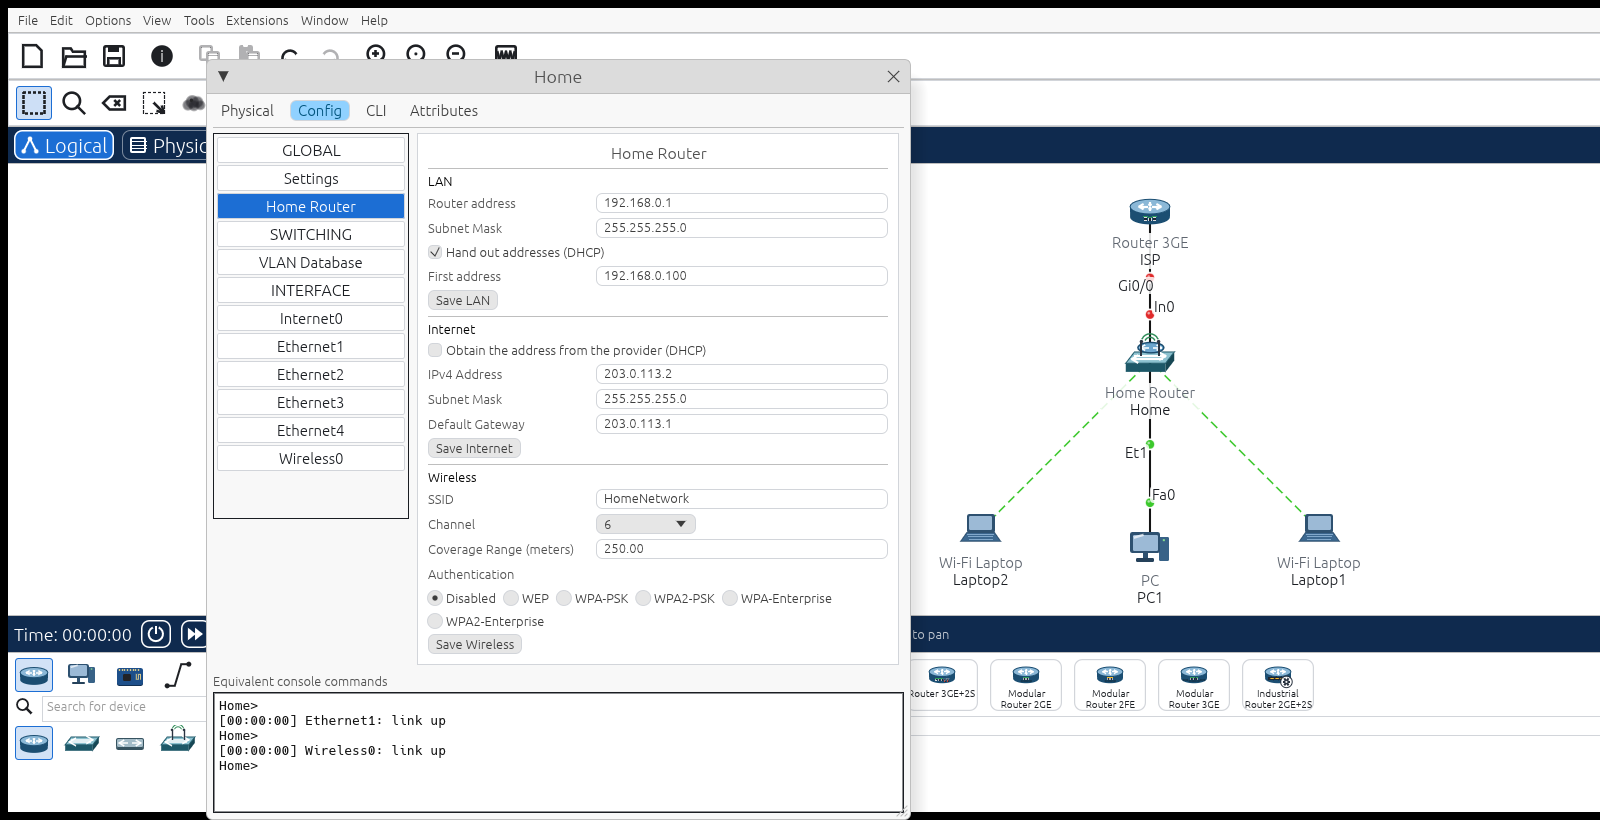 File Edit Options View Tools Extensions Window Help
Home
Physical Config CLI Attributes
Logical
Physic
GLOBAL
Settings
Home Router
SWITCHING
VLAN Database
INTERFACE
Internet0
Ethernet1
Ethernet2
Ethernet3
Ethernet4
Wireless0
Home Router
LAN
Router address 192.168.0.1
Subnet Mask 255.255.255.0
Hand out addresses (DHCP)
First address 192.168.0.100
Save LAN
Internet
Obtain the address from the provider (DHCP)
IPv4 Address 203.0.113.2
Subnet Mask 255.255.255.0
Default Gateway 203.0.113.1
Save Internet
Wireless
SSID HomeNetwork
Channel 6
Coverage Range (meters) 250.00
Authentication
Disabled WEP WPA-PSK WPA2-PSK WPA-Enterprise
WPA2-Enterprise
Save Wireless
Equivalent console commands
Home>
[00:00:00] Ethernet1: link up
Home>
[00:00:00] Wireless0: link up
Home>
Router 3GE
ISP
Gi0/0
In0
Home Router
Home
Et1
Fa0
Wi-Fi Laptop
Laptop2
PC
PC1
Wi-Fi Laptop
Laptop1
Time: 00:00:00
to pan
Search for device
Router 3GE+2S
Modular
Router 2GE
Modular
Router 2FE
Modular
Router 3GE
Industrial
Router 2GE+2S